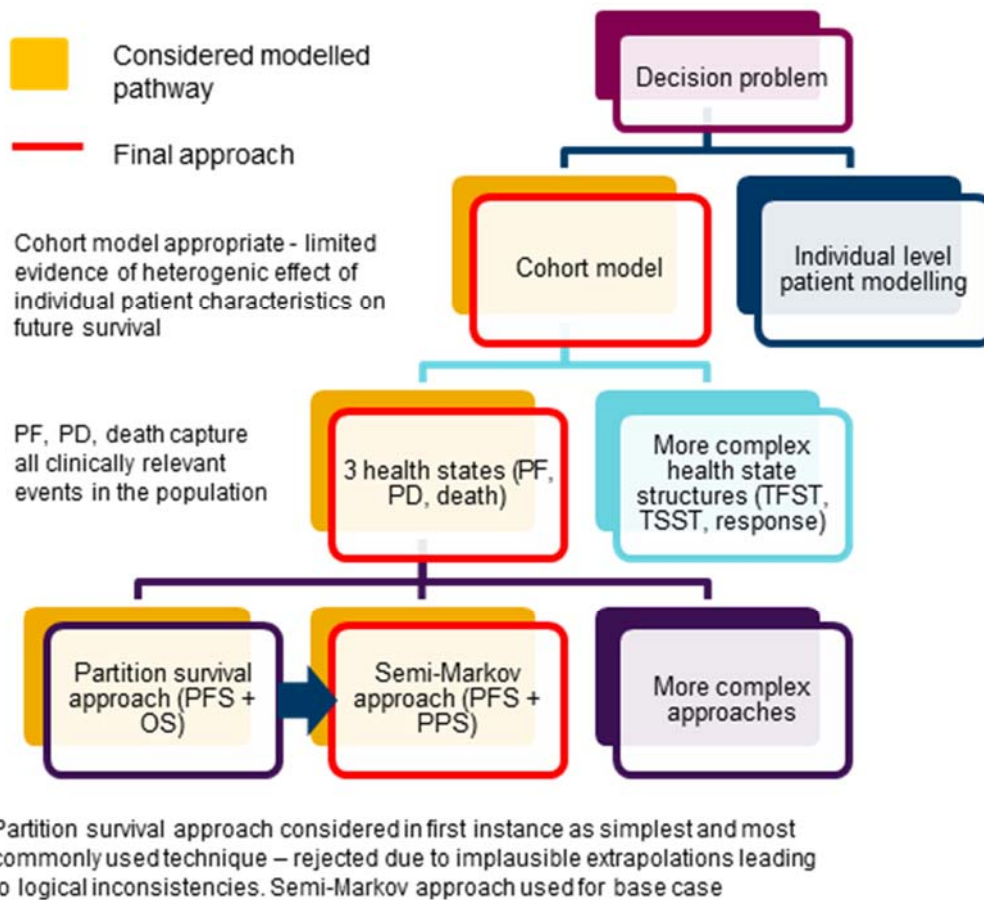 Considered modelled
pathway
Final approach
Decision problem
Cohort model appropriate - limited
evidence of heterogenic effect of
individual patient characteristics on
future survival
Cohort model
Individual level
patient modelling
PF, PD, death capture
all clinically relevant
events in the population
3 health states (PF,
PD, death)
More complex
health state
structures (TFST,
TSST, response)
Partition survival
approach (PFS +
OS)
Semi-Markov
approach (PFS +
PPS)
More complex
approaches
Partition survival approach considered in first instance as simplest and most
commonly used technique – rejected due to implausible extrapolations leading
to logical inconsistencies. Semi-Markov approach used for base case